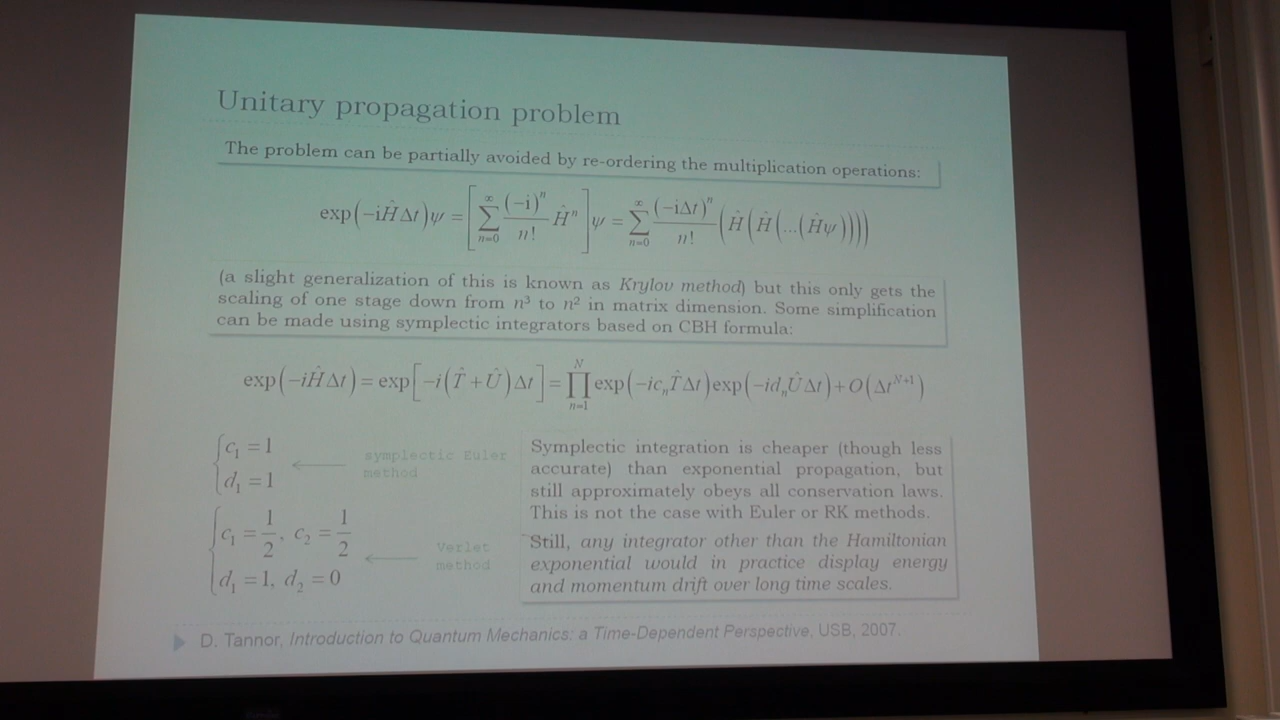 Unitary propagation problem
The problem can be partially avoided by re-ordering the multiplication operations:
exp(−iĤΔt)ψ = [∑_{n=0}^{∞} (−i)^n / n! Ĥ^n] ψ = ∑_{n=0}^{∞} (−iΔt)^n / n! (Ĥ(Ĥ(...(Ĥψ))))
(a slight generalization of this is known as Krylov method) but this only gets the
scaling of one stage down from n³ to n² in matrix dimension. Some simplification
can be made using symplectic integrators based on CBH formula:
exp(−iĤΔt) = exp[−i(T̂+Û)Δt] = ∏_{n=1}^{N} exp(−ic_nT̂Δt)exp(−id_nÛΔt)+O(Δt^{N+1})
c₁ = 1
d₁ = 1
symplectic Euler
method
c₁ = 1/2, c₂ = 1/2
d₁ = 1, d₂ = 0
Verlet
method
Symplectic integration is cheaper (though less
accurate) than exponential propagation, but
still approximately obeys all conservation laws.
This is not the case with Euler or RK methods.
Still, any integrator other than the Hamiltonian
exponential would in practice display energy
and momentum drift over long time scales.
D. Tannor, Introduction to Quantum Mechanics: a Time-Dependent Perspective, USB, 2007.